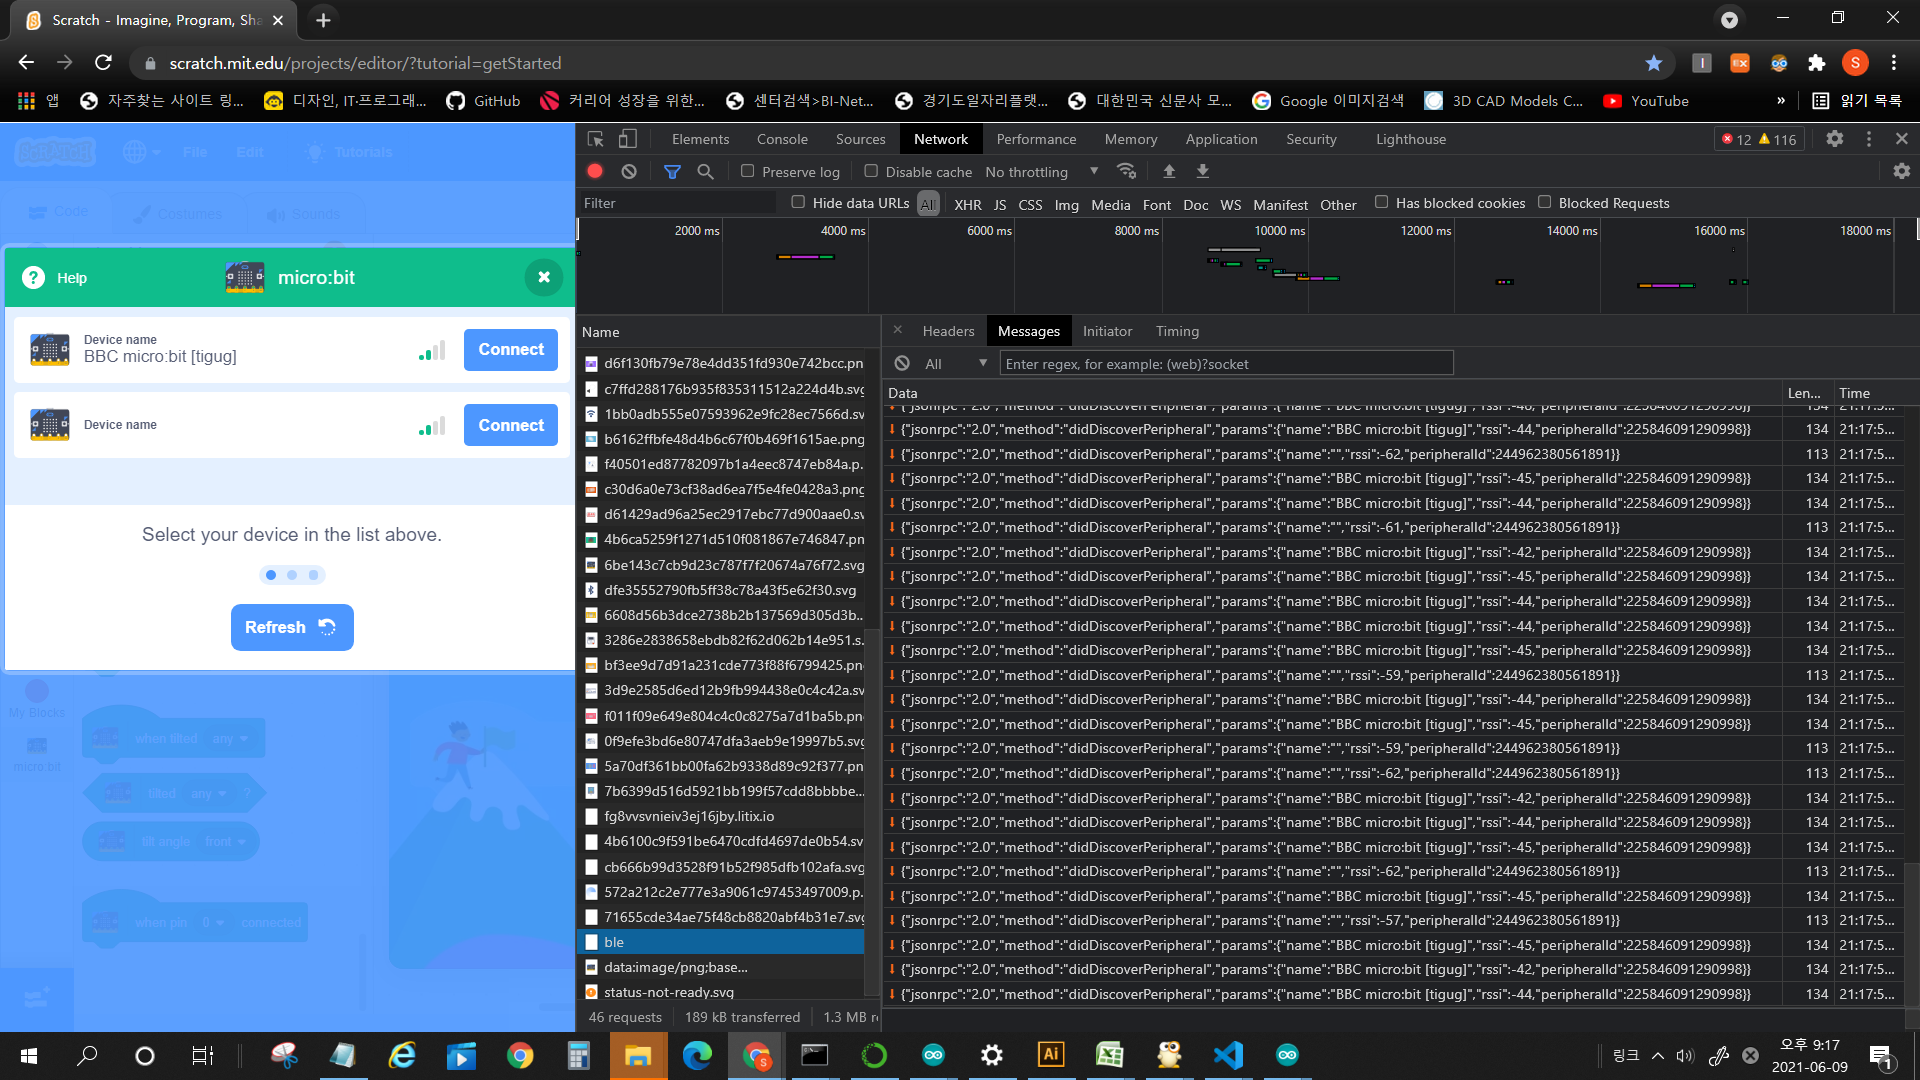 Scratch - Imagine, Program, Sha
scratch.mit.edu/projects/editor/?tutorial=getStarted
앱
자주찾는 사이트 링...
디자인, IT·프로그래...
GitHub
커리어 성장을 위한...
센터검색>BI-Net...
경기도일자리플랫...
대한민국 신문사 모...
Google 이미지검색
3D CAD Models C...
YouTube
»
읽기 목록
SCRATCH
File
Edit
Tutorials
Code
Costumes
Sounds
Help
micro:bit
Device name
BBC micro:bit [tigug]
Connect
Device name
Connect
Select your device in the list above.
Refresh
My Blocks
micro:bit
when tilted any
tilted any ?
tilt angle front
when pin 0 connected
Elements
Console
Sources
Network
Performance
Memory
Application
Security
Lighthouse
12
116
Preserve log
Disable cache
No throttling
Filter
Hide data URLs
All
XHR
JS
CSS
Img
Media
Font
Doc
WS
Manifest
Other
Has blocked cookies
Blocked Requests
2000 ms
4000 ms
6000 ms
8000 ms
10000 ms
12000 ms
14000 ms
16000 ms
18000 ms
Name
d6f130fb79e78e4dd351fd930e742bcc.pn
c7ffd288176b935f835311512a224d4b.svg
1bb0adb555e07593962e9fc28ec7566d.sv
b6162ffbfe48d4b6c67f0b469f1615ae.png
f40501ed87782097b1a4eec8747eb84a.p...
c30d6a0e73cf38ad6ea7f5e4fe0428a3.png
d61429ad96a25ec2917ebc77d900aae0.sv
4b6ca5259f1271d510f081867e746847.pn
6be143c7cb9d23c787f7f20674a76f72.svg
dfe35552790fb5ff38c78a43f5e62f30.svg
6608d56b3dce2738b2b137569d305d3b...
3286e2838658ebdb82f62d062b14e951.s...
bf3ee9d7d91a231cde773f88f6799425.pn
3d9e2585d6ed12b9fb994438e0c4c42a.sv
f011f09e649e804c4c0c8275a7d1ba5b.pn
0f9efe3bd6e80747dfa3aeb9e19997b5.svg
5a70df361bb00fa62b9338d89c92f377.pn
7b6399d516d5921bb199f57cdd8bbbbe...
fg8vvsvnieiv3ej16jby.litix.io
4b6100c9f591be6470cdfd4697de0b54.sv
cb666b99d3528f91b52f985dfb102afa.svg
572a212c2e777e3a9061c97453497009.p...
71655cde34ae75f48cb8820abf4b31e7.svg
ble
data:image/png;base...
status-not-ready.svg
46 requests
189 kB transferred
1.3 MB r
Headers
Messages
Initiator
Timing
All
Enter regex, for example: (web)?socket
Data Len... Time
{"jsonrpc":"2.0","method":"didDiscoverPeripheral","params":{"name":"BBC micro:bit [tigug]","rssi":-46,"peripheralId":225846091290998}} 134 21:17:5...
{"jsonrpc":"2.0","method":"didDiscoverPeripheral","params":{"name":"BBC micro:bit [tigug]","rssi":-44,"peripheralId":225846091290998}} 134 21:17:5...
{"jsonrpc":"2.0","method":"didDiscoverPeripheral","params":{"name":"","rssi":-62,"peripheralId":244962380561891}} 113 21:17:5...
{"jsonrpc":"2.0","method":"didDiscoverPeripheral","params":{"name":"BBC micro:bit [tigug]","rssi":-45,"peripheralId":225846091290998}} 134 21:17:5...
{"jsonrpc":"2.0","method":"didDiscoverPeripheral","params":{"name":"BBC micro:bit [tigug]","rssi":-44,"peripheralId":225846091290998}} 134 21:17:5...
{"jsonrpc":"2.0","method":"didDiscoverPeripheral","params":{"name":"","rssi":-61,"peripheralId":244962380561891}} 113 21:17:5...
{"jsonrpc":"2.0","method":"didDiscoverPeripheral","params":{"name":"BBC micro:bit [tigug]","rssi":-42,"peripheralId":225846091290998}} 134 21:17:5...
{"jsonrpc":"2.0","method":"didDiscoverPeripheral","params":{"name":"BBC micro:bit [tigug]","rssi":-45,"peripheralId":225846091290998}} 134 21:17:5...
{"jsonrpc":"2.0","method":"didDiscoverPeripheral","params":{"name":"BBC micro:bit [tigug]","rssi":-44,"peripheralId":225846091290998}} 134 21:17:5...
{"jsonrpc":"2.0","method":"didDiscoverPeripheral","params":{"name":"BBC micro:bit [tigug]","rssi":-44,"peripheralId":225846091290998}} 134 21:17:5...
{"jsonrpc":"2.0","method":"didDiscoverPeripheral","params":{"name":"BBC micro:bit [tigug]","rssi":-45,"peripheralId":225846091290998}} 134 21:17:5...
{"jsonrpc":"2.0","method":"didDiscoverPeripheral","params":{"name":"","rssi":-59,"peripheralId":244962380561891}} 113 21:17:5...
{"jsonrpc":"2.0","method":"didDiscoverPeripheral","params":{"name":"BBC micro:bit [tigug]","rssi":-44,"peripheralId":225846091290998}} 134 21:17:5...
{"jsonrpc":"2.0","method":"didDiscoverPeripheral","params":{"name":"BBC micro:bit [tigug]","rssi":-45,"peripheralId":225846091290998}} 134 21:17:5...
{"jsonrpc":"2.0","method":"didDiscoverPeripheral","params":{"name":"","rssi":-59,"peripheralId":244962380561891}} 113 21:17:5...
{"jsonrpc":"2.0","method":"didDiscoverPeripheral","params":{"name":"","rssi":-62,"peripheralId":244962380561891}} 113 21:17:5...
{"jsonrpc":"2.0","method":"didDiscoverPeripheral","params":{"name":"BBC micro:bit [tigug]","rssi":-42,"peripheralId":225846091290998}} 134 21:17:5...
{"jsonrpc":"2.0","method":"didDiscoverPeripheral","params":{"name":"BBC micro:bit [tigug]","rssi":-44,"peripheralId":225846091290998}} 134 21:17:5...
{"jsonrpc":"2.0","method":"didDiscoverPeripheral","params":{"name":"BBC micro:bit [tigug]","rssi":-45,"peripheralId":225846091290998}} 134 21:17:5...
{"jsonrpc":"2.0","method":"didDiscoverPeripheral","params":{"name":"","rssi":-62,"peripheralId":244962380561891}} 113 21:17:5...
{"jsonrpc":"2.0","method":"didDiscoverPeripheral","params":{"name":"BBC micro:bit [tigug]","rssi":-45,"peripheralId":225846091290998}} 134 21:17:5...
{"jsonrpc":"2.0","method":"didDiscoverPeripheral","params":{"name":"","rssi":-57,"peripheralId":244962380561891}} 113 21:17:5...
{"jsonrpc":"2.0","method":"didDiscoverPeripheral","params":{"name":"BBC micro:bit [tigug]","rssi":-45,"peripheralId":225846091290998}} 134 21:17:5...
{"jsonrpc":"2.0","method":"didDiscoverPeripheral","params":{"name":"BBC micro:bit [tigug]","rssi":-42,"peripheralId":225846091290998}} 134 21:17:5...
{"jsonrpc":"2.0","method":"didDiscoverPeripheral","params":{"name":"BBC micro:bit [tigug]","rssi":-44,"peripheralId":225846091290998}} 134 21:17:5...
링크
오후 9:17
2021-06-09
1